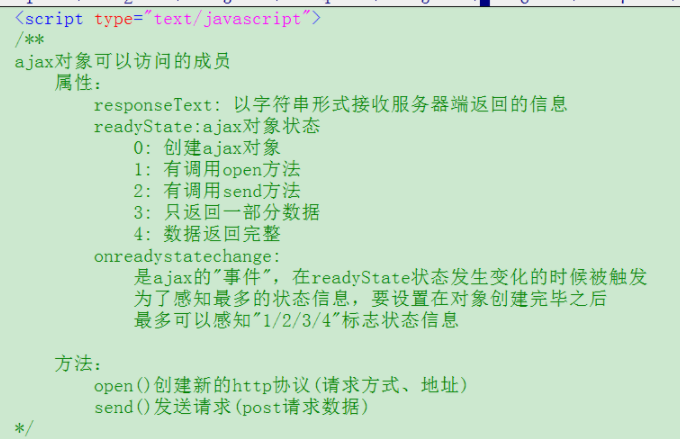 <script type="text/javascript">
/**
ajax对象可以访问的成员
属性：
responseText: 以字符串形式接收服务器端返回的信息
readyState:ajax对象状态
0: 创建ajax对象
1: 有调用open方法
2: 有调用send方法
3: 只返回一部分数据
4: 数据返回完整
onreadystatechange:
是ajax的"事件"，在readyState状态发生变化的时候被触发
为了感知最多的状态信息，要设置在对象创建完毕之后
最多可以感知"1/2/3/4"标志状态信息
方法：
open()创建新的http协议(请求方式、地址)
send()发送请求(post请求数据)
*/